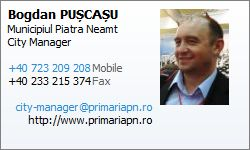 Bogdan PUȘCAȘU
Municipiul Piatra Neamt
City Manager
+40 723 209 208 Mobile
+40 233 215 374 Fax
city-manager@primariapn.ro
http://www.primariapn.ro